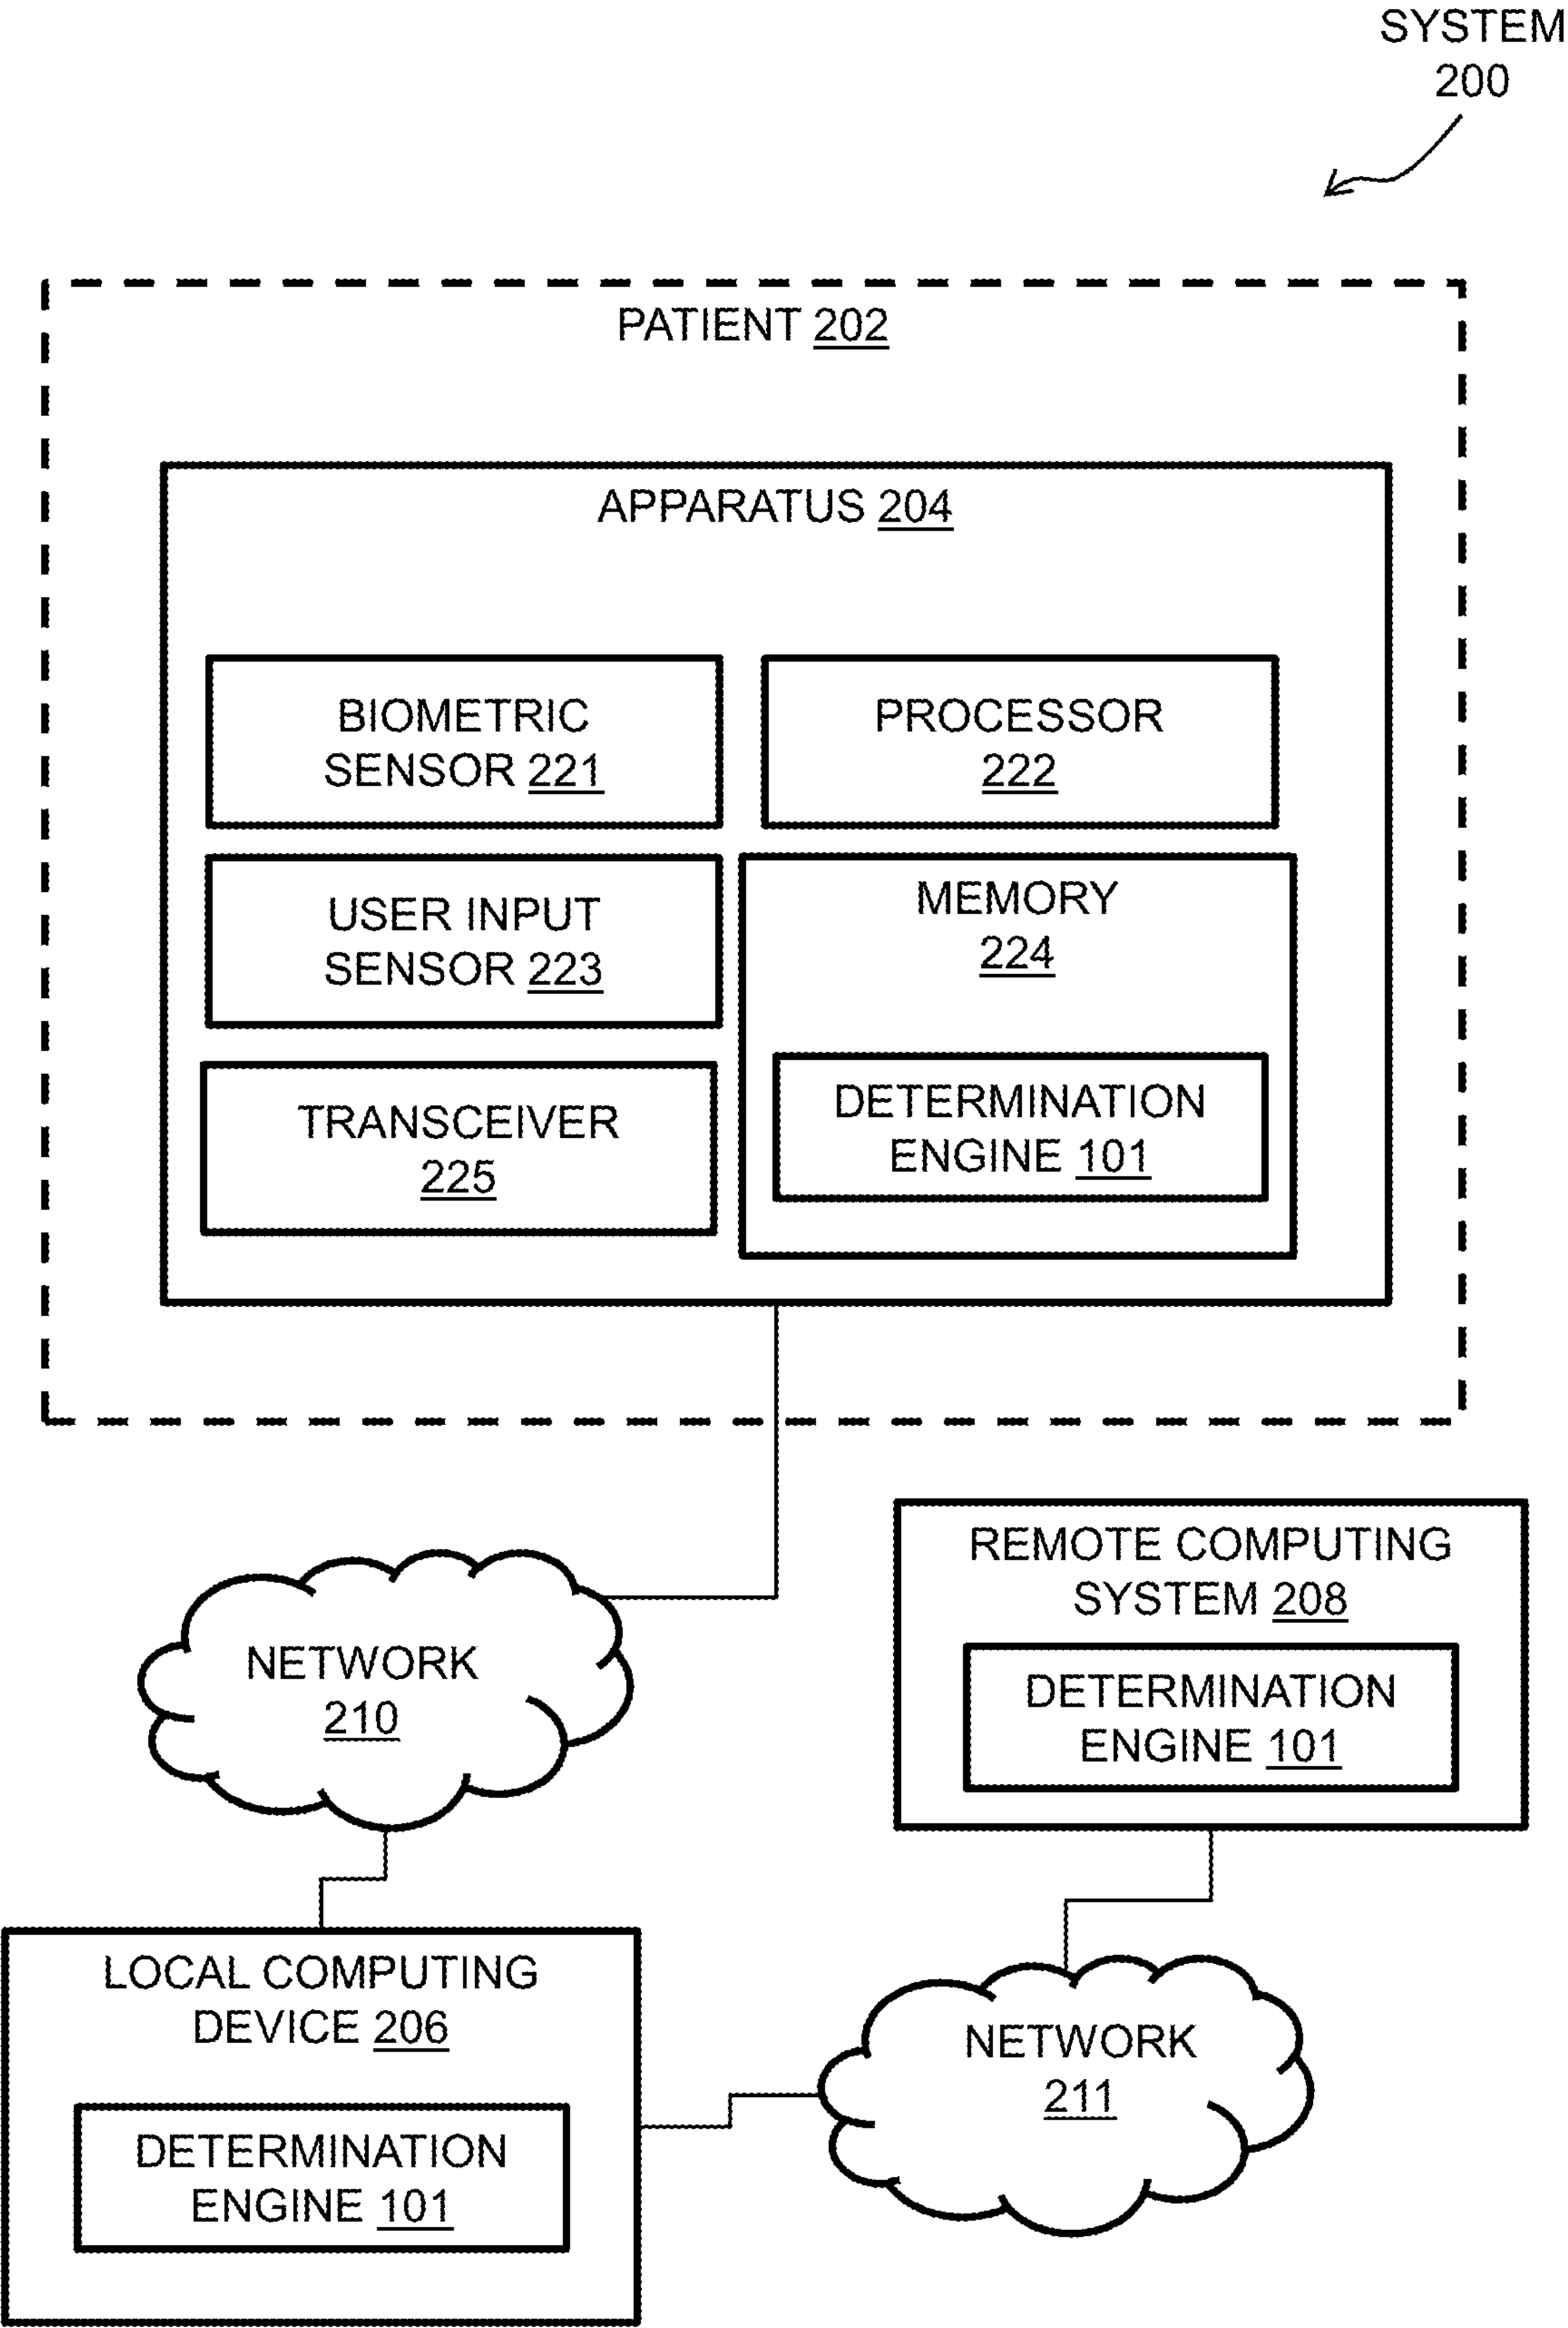 SYSTEM
200
PATIENT 202
APPARATUS 204
BIOMETRIC
SENSOR 221
PROCESSOR
222
USER INPUT
SENSOR 223
MEMORY
224
TRANSCEIVER
225
DETERMINATION
ENGINE 101
REMOTE COMPUTING
SYSTEM 208
DETERMINATION
ENGINE 101
NETWORK
210
LOCAL COMPUTING
DEVICE 206
DETERMINATION
ENGINE 101
NETWORK
211